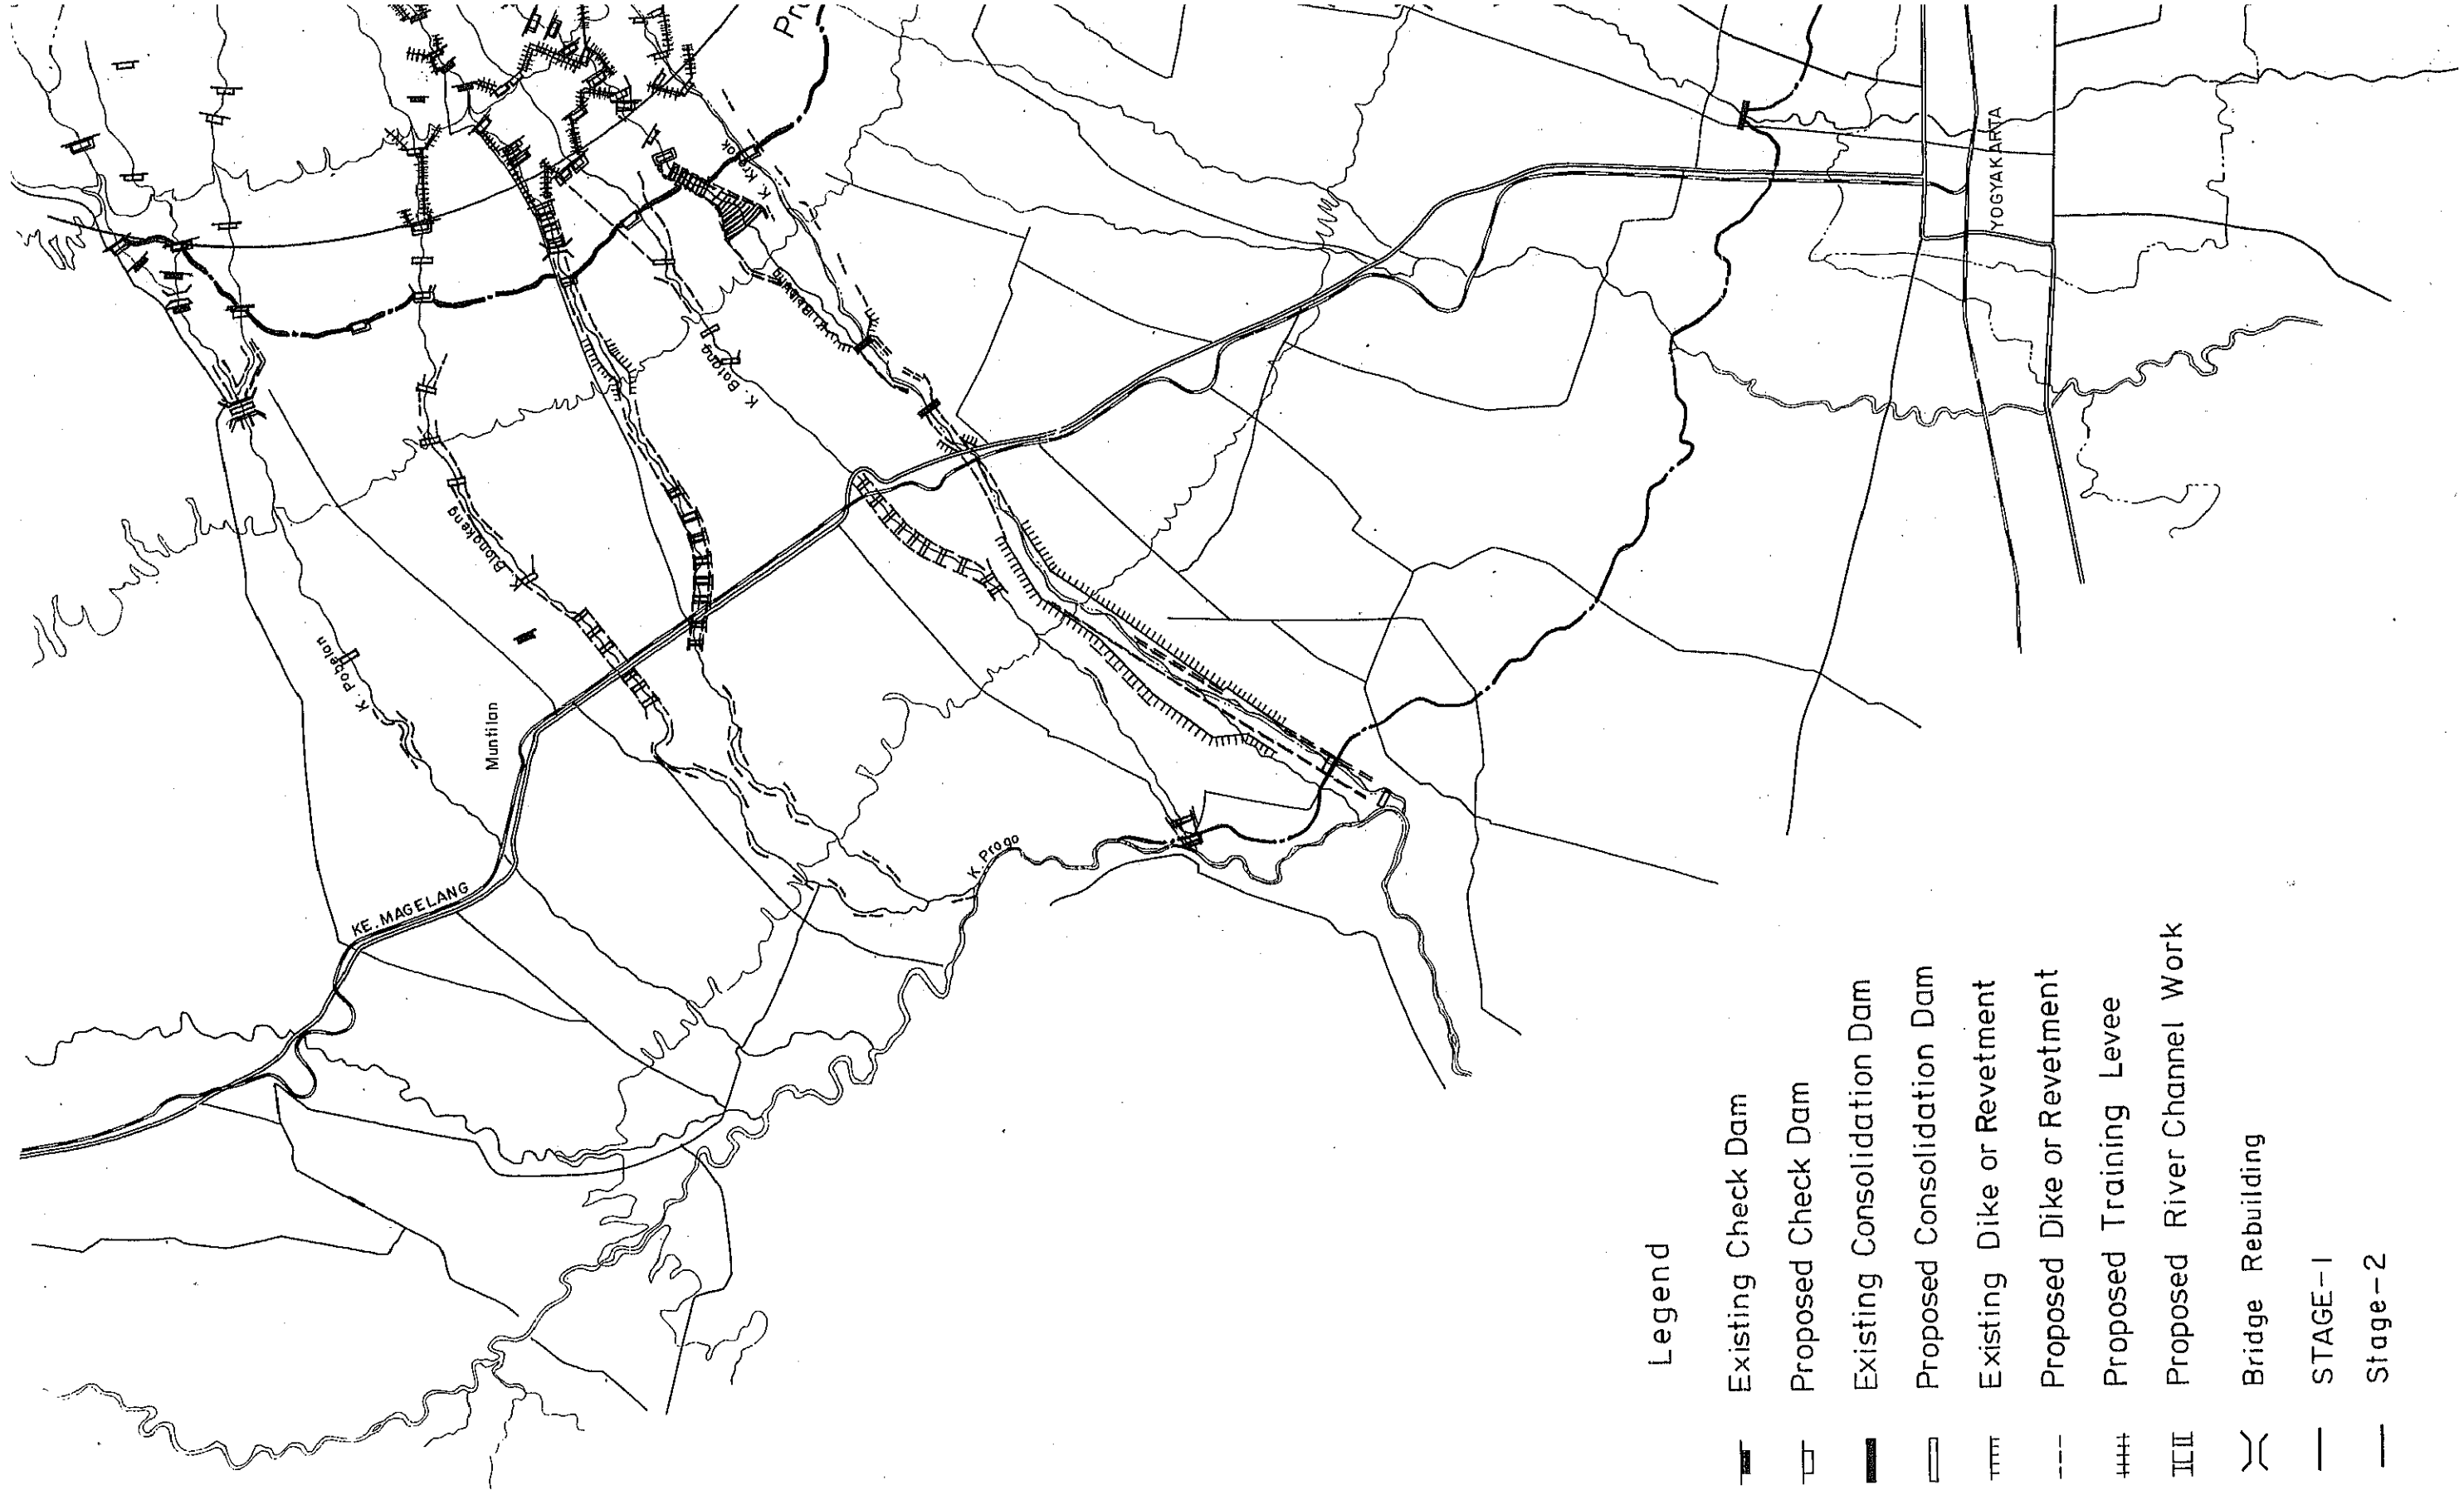 Pro
K. Krasak
YOGYAKARTA
K. Bebeng
K. Batang
K. Blongkeng
K. Pobelan
Muntilan
KE. MAGELANG
K. Progo
Legend
Existing Check Dam
Proposed Check Dam
Existing Consolidation Dam
Proposed Consolidation Dam
Existing Dike or Revetment
Proposed Dike or Revetment
Proposed Training Levee
Proposed River Channel Work
Bridge Rebuilding
STAGE-1
Stage-2